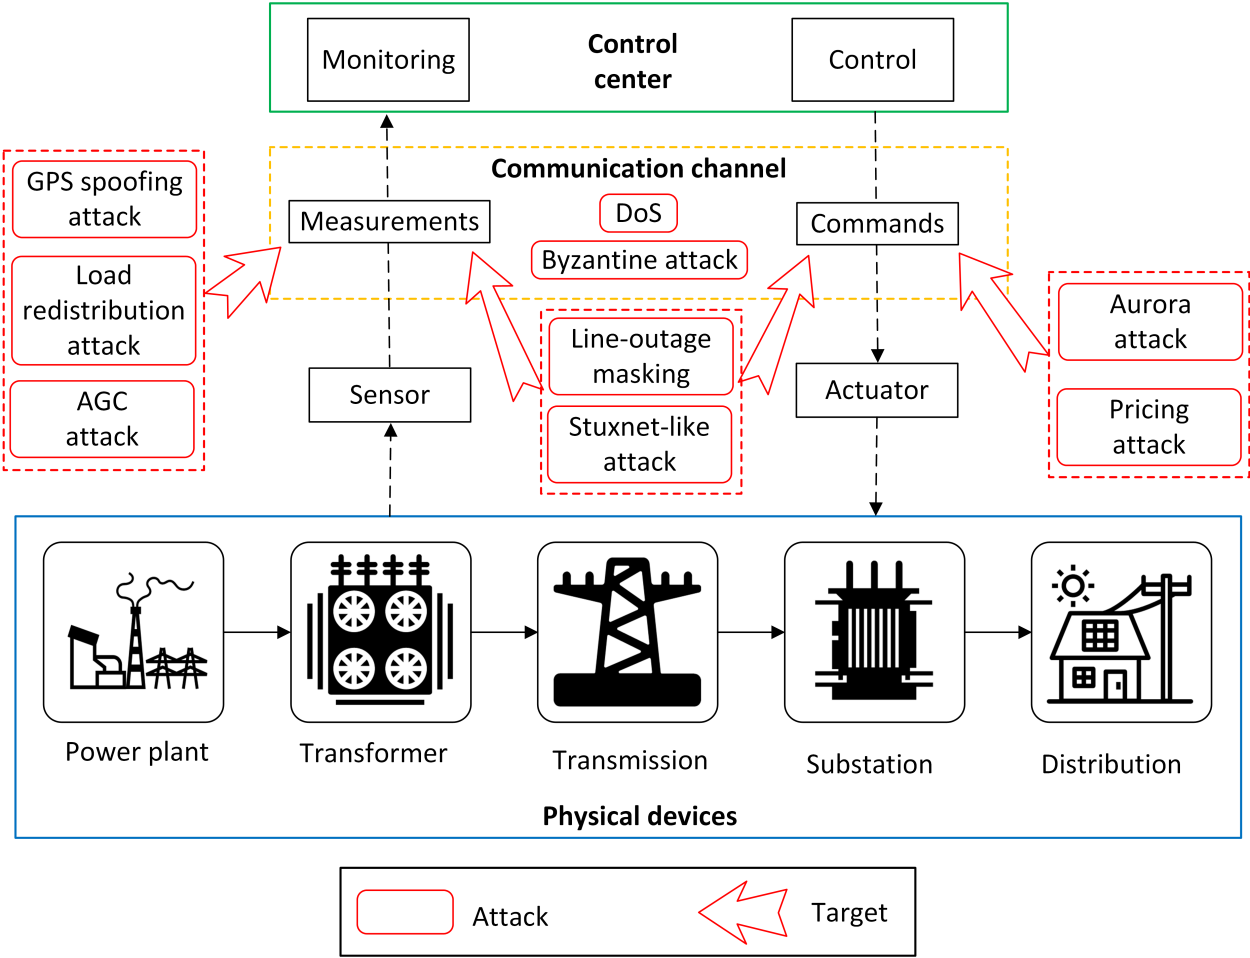 Monitoring
Control
center
Control
Communication channel
GPS spoofing
attack
Load
redistribution
attack
AGC
attack
Measurements
DoS
Byzantine attack
Commands
Line-outage
masking
Stuxnet-like
attack
Aurora
attack
Pricing
attack
Sensor
Actuator
Power plant
Transformer
Transmission
Substation
Distribution
Physical devices
Attack
Target